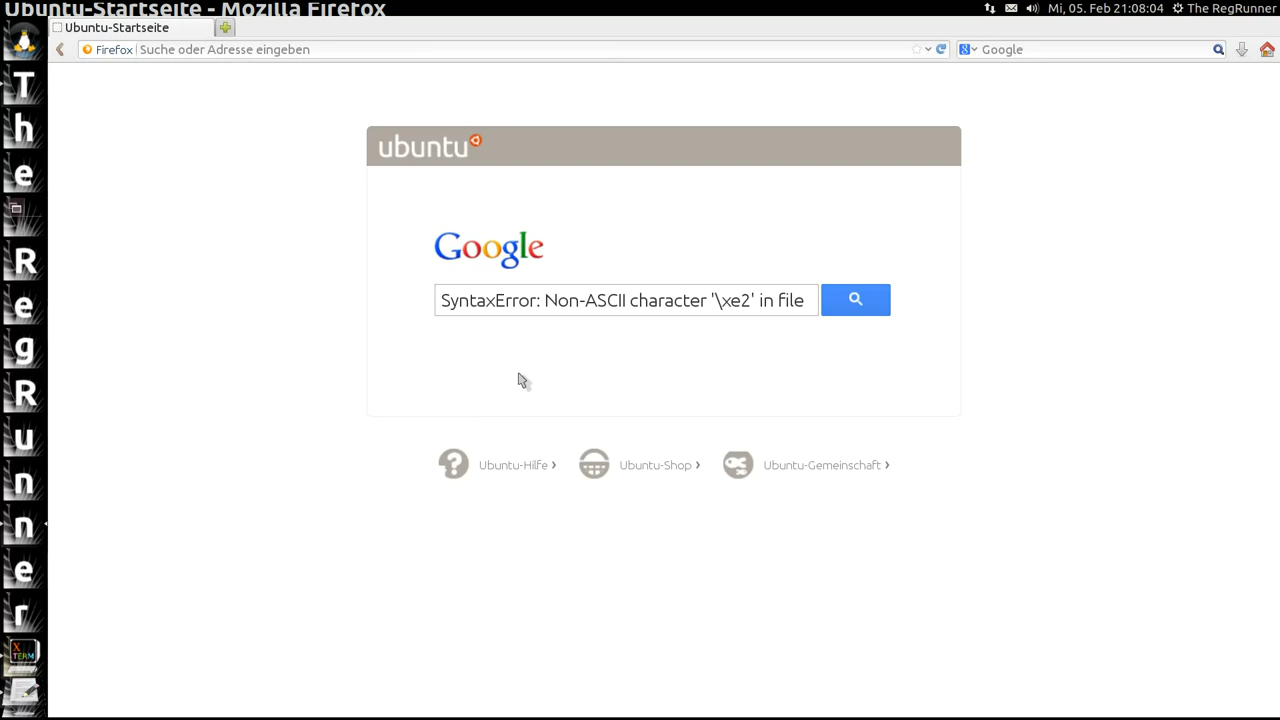 Ubuntu-Startseite - Mozilla Firefox
Mi, 05. Feb 21:08:04 The RegRunner
Ubuntu-Startseite
Firefox Suche oder Adresse eingeben
Google
ubuntu
Google
SyntaxError: Non-ASCII character '\xe2' in file
Ubuntu-Hilfe ›
Ubuntu-Shop ›
Ubuntu-Gemeinschaft ›
T
h
e
R
e
g
R
u
n
n
e
r
X
TERM